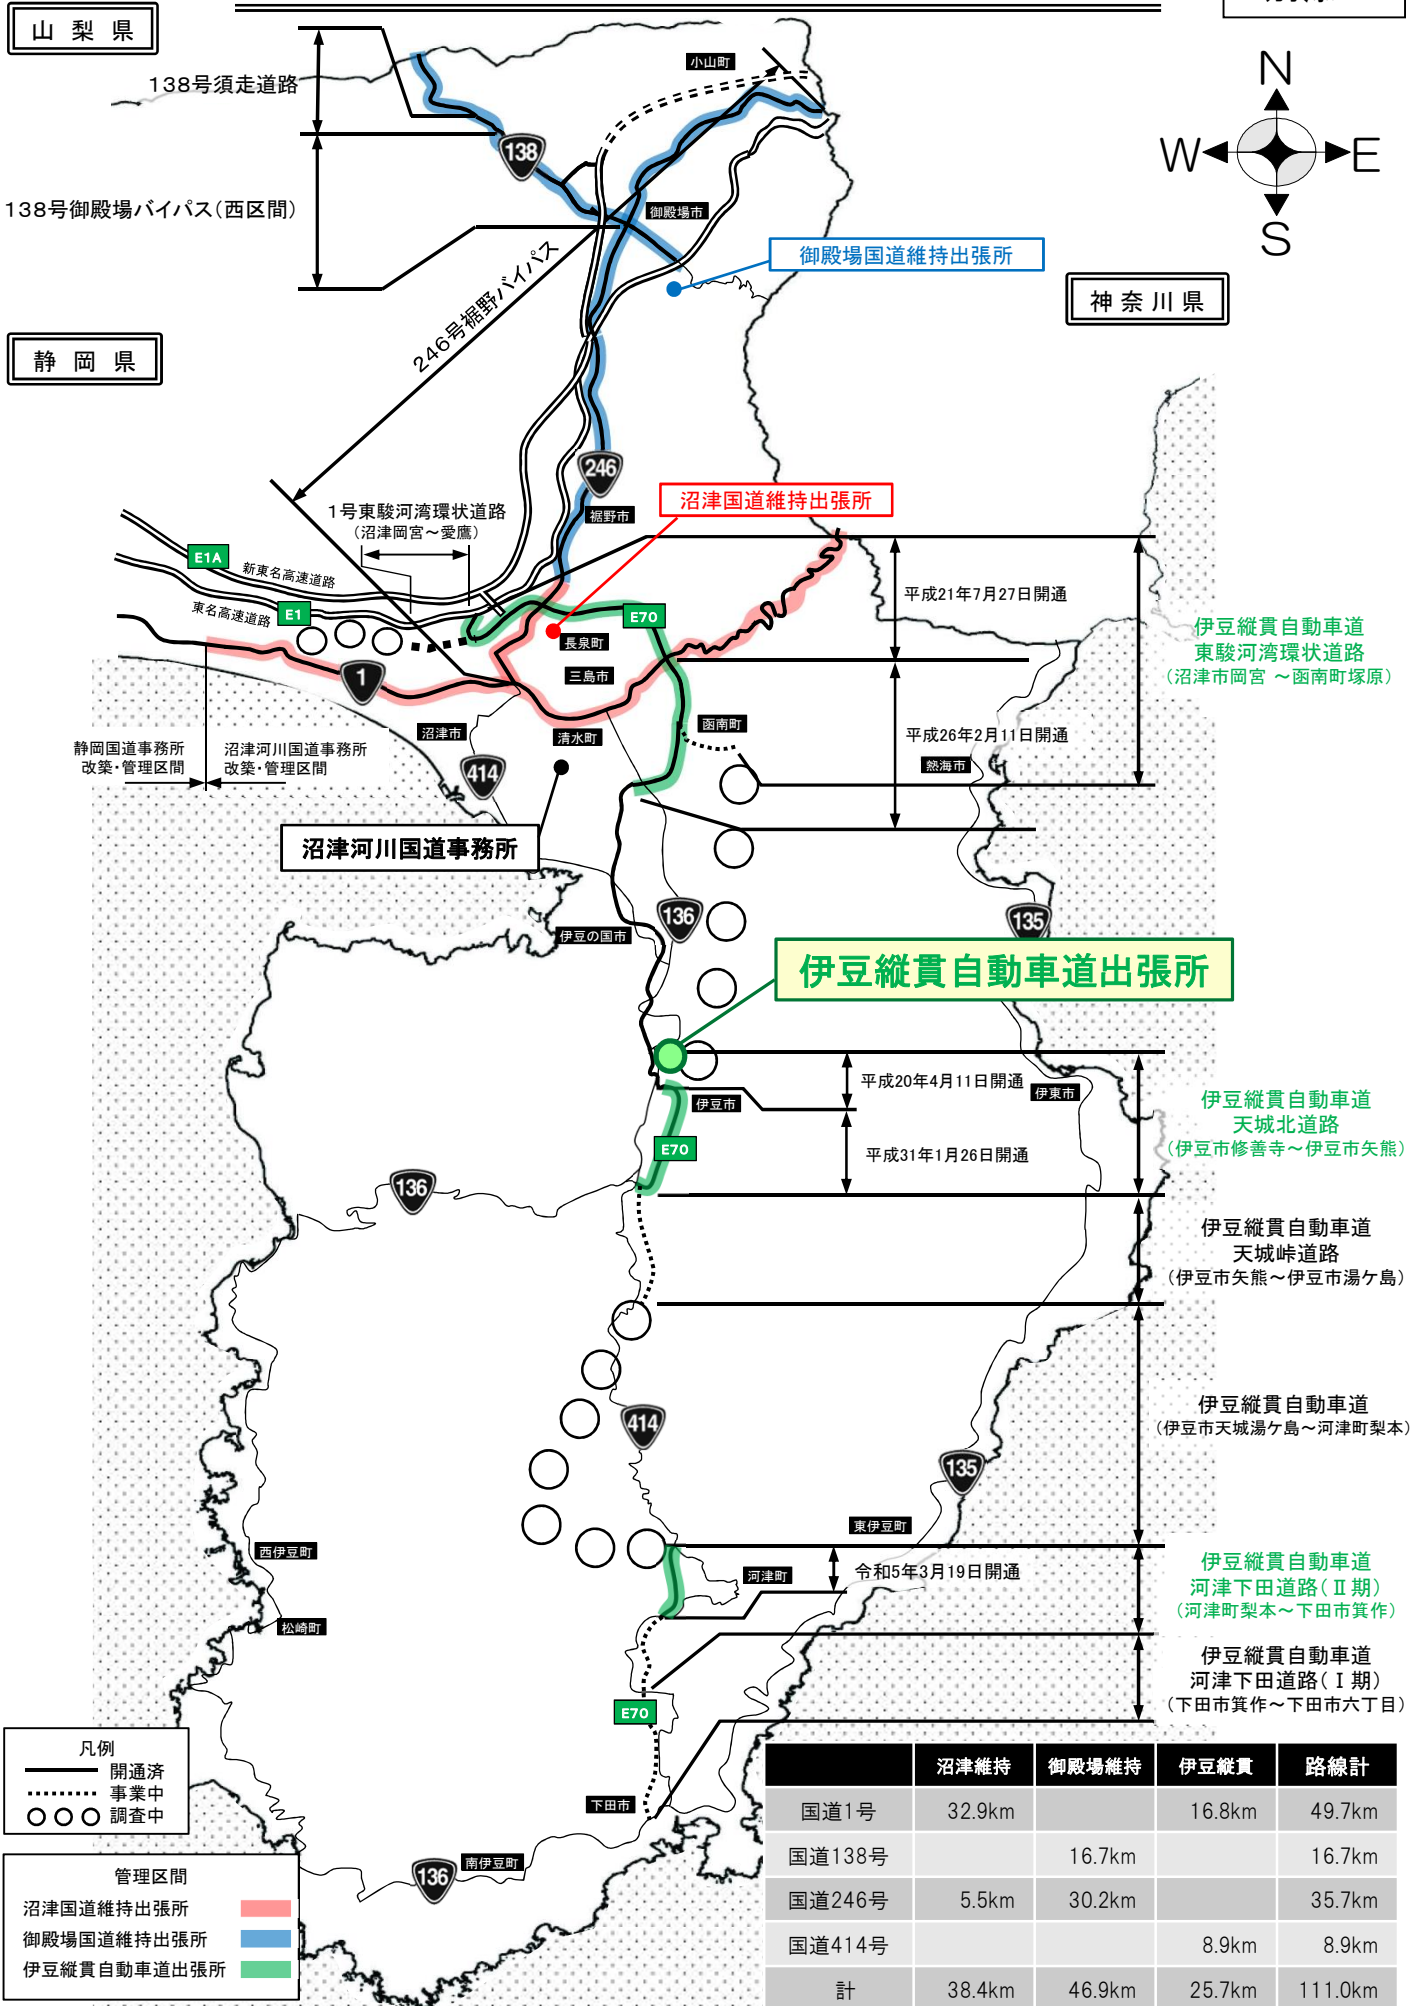 山梨県
138号須走道路
小山町
N
W
E
S
138
138号御殿場バイパス(西区間)
御殿場市
御殿場国道維持出張所
神奈川県
246号裾野バイパス
静岡県
246
沼津国道維持出張所
1号東駿河湾環状道路
(沼津岡宮~愛鷹)
裾野市
E1A
新東名高速道路
平成21年7月27日開通
東名高速道路
E1
E70
長泉町
伊豆縦貫自動車道
東駿河湾環状道路
(沼津市岡宮 ~函南町塚原)
三島市
1
沼津市
清水町
函南町
平成26年2月11日開通
静岡国道事務所
改築・管理区間
沼津河川国道事務所
改築・管理区間
414
熱海市
沼津河川国道事務所
136
135
伊豆の国市
伊豆縦貫自動車道出張所
平成20年4月11日開通
伊東市
伊豆市
伊豆縦貫自動車道
天城北道路
(伊豆市修善寺~伊豆市矢熊)
E70
平成31年1月26日開通
136
伊豆縦貫自動車道
天城峠道路
(伊豆市矢熊~伊豆市湯ケ島)
伊豆縦貫自動車道
(伊豆市天城湯ケ島~河津町梨本)
414
135
東伊豆町
西伊豆町
河津町
令和5年3月19日開通
伊豆縦貫自動車道
河津下田道路(Ⅱ期)
(河津町梨本~下田市箕作)
松崎町
伊豆縦貫自動車道
河津下田道路(Ⅰ期)
(下田市箕作~下田市六丁目)
E70
凡例
開通済
事業中
調査中
下田市
136
南伊豆町
管理区間
沼津国道維持出張所
御殿場国道維持出張所
伊豆縦貫自動車道出張所
沼津維持 御殿場維持 伊豆縦貫 路線計
国道1号 32.9km 16.8km 49.7km
国道138号 16.7km 16.7km
国道246号 5.5km 30.2km 35.7km
国道414号 8.9km 8.9km
計 38.4km 46.9km 25.7km 111.0km